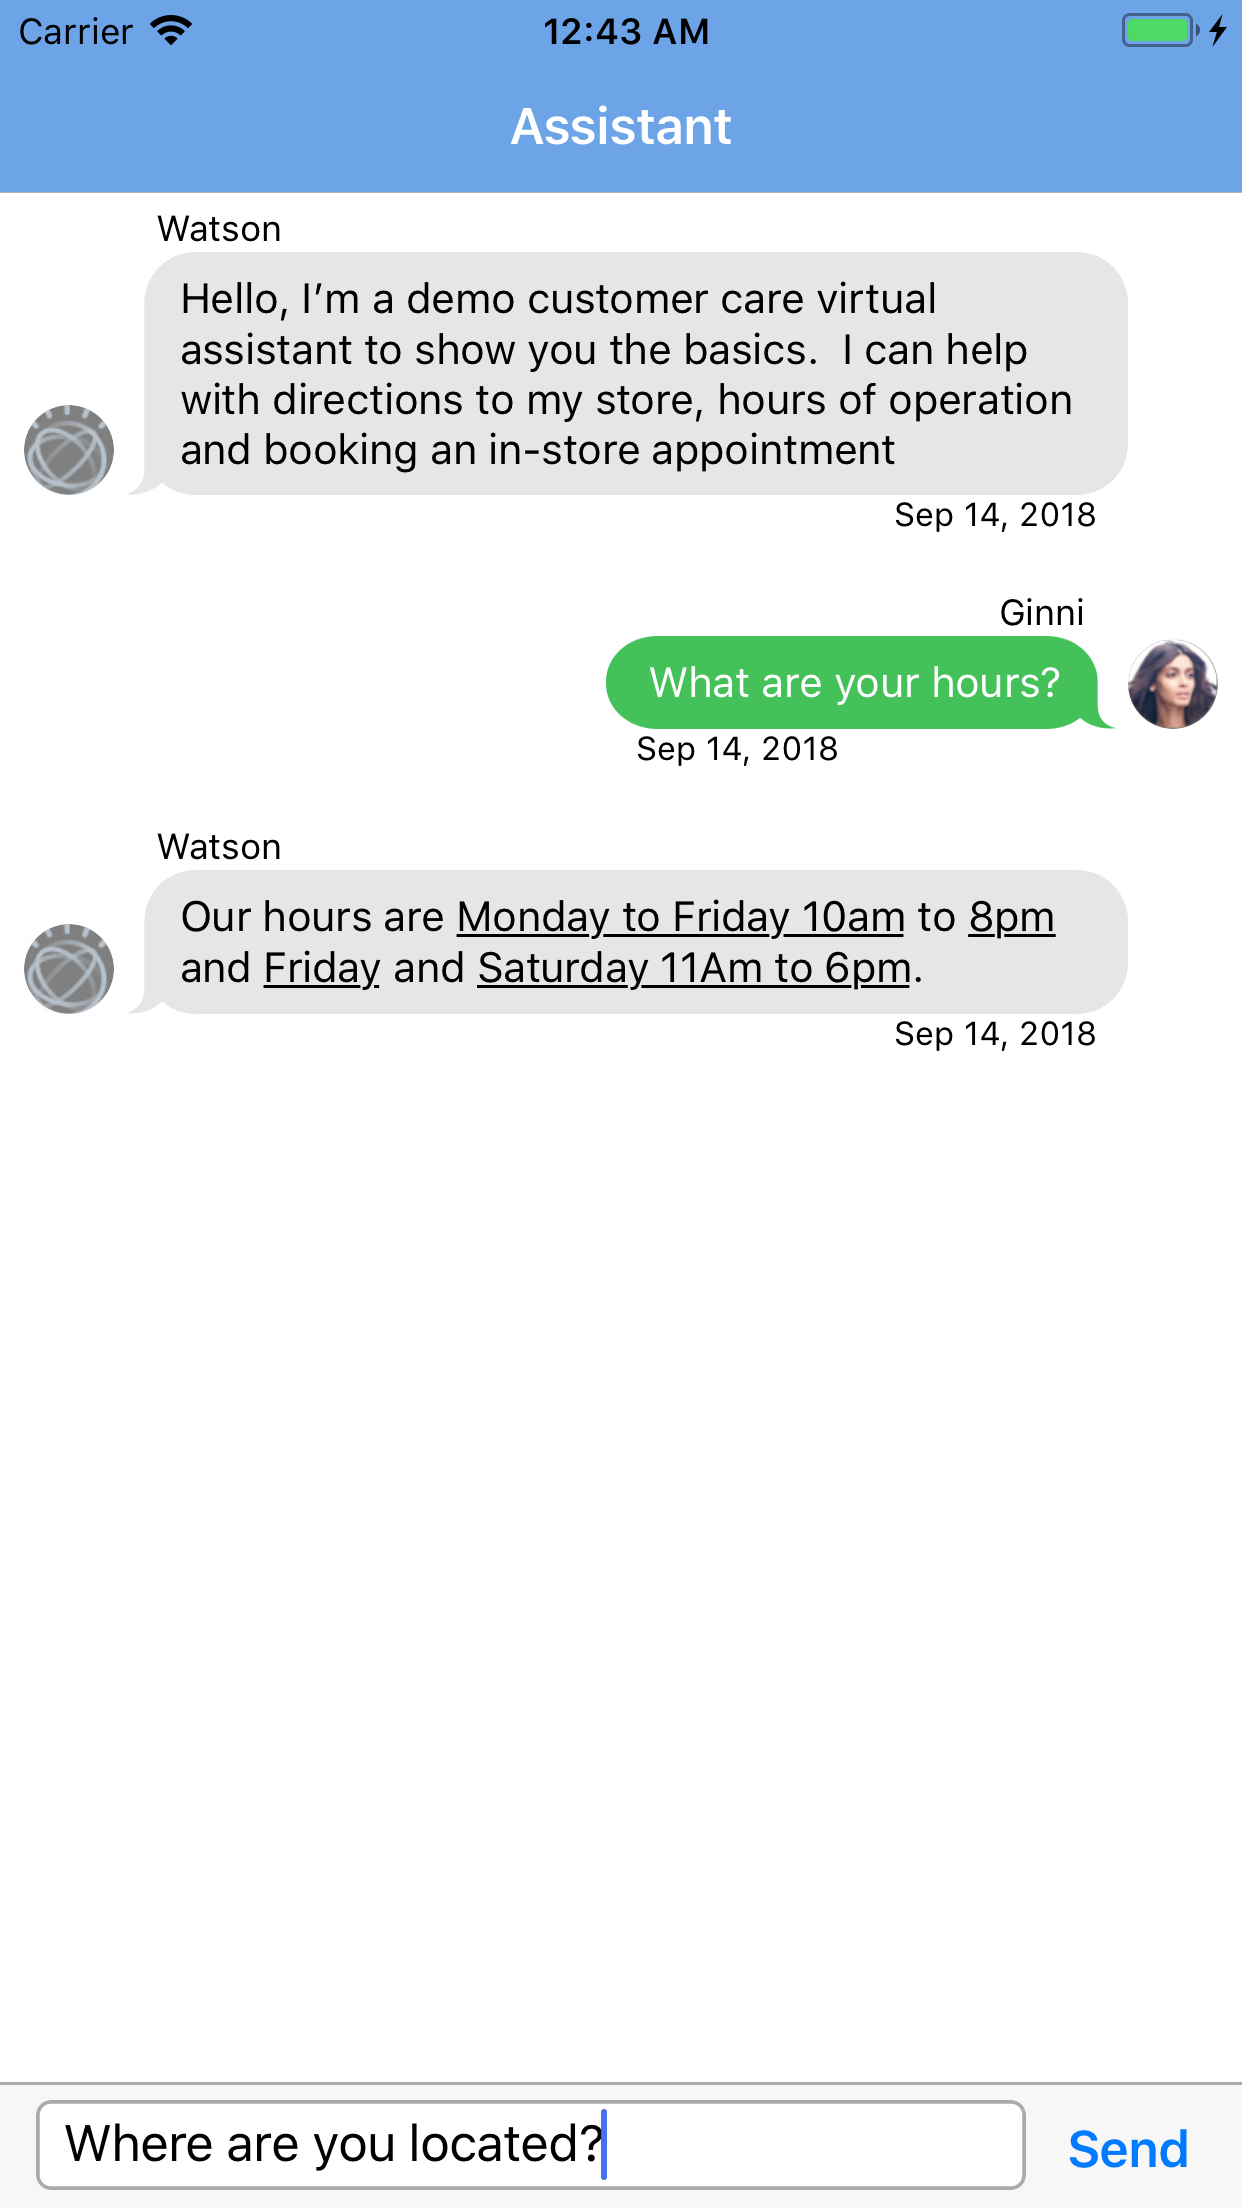 Carrier 12:43 AM
Assistant
Watson
Hello, I’m a demo customer care virtual
assistant to show you the basics.  I can help
with directions to my store, hours of operation
and booking an in-store appointment
Sep 14, 2018
Ginni
What are your hours?
Sep 14, 2018
Watson
Our hours are Monday to Friday 10am to 8pm
and Friday and Saturday 11Am to 6pm.
Sep 14, 2018
Where are you located? Send